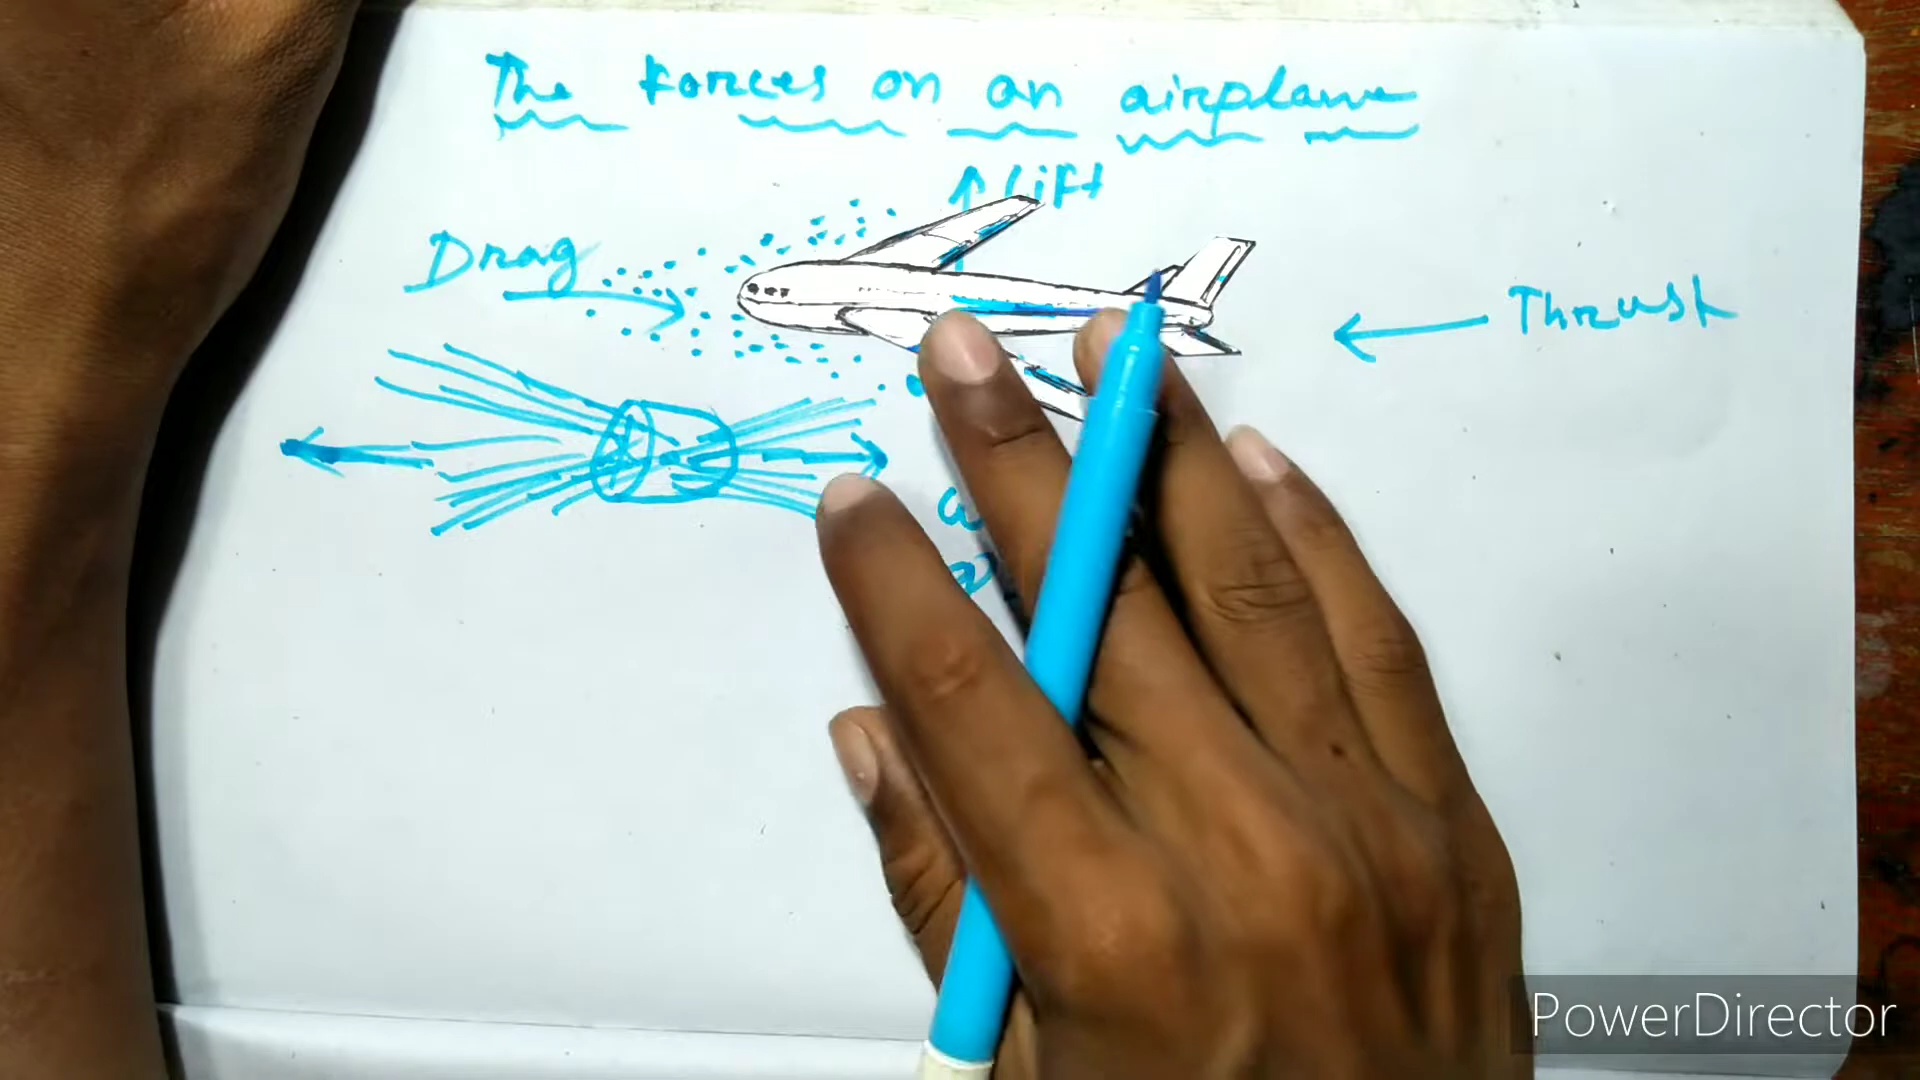 The Forces on an airplane
Lift
Drag
Thrust
PowerDirector